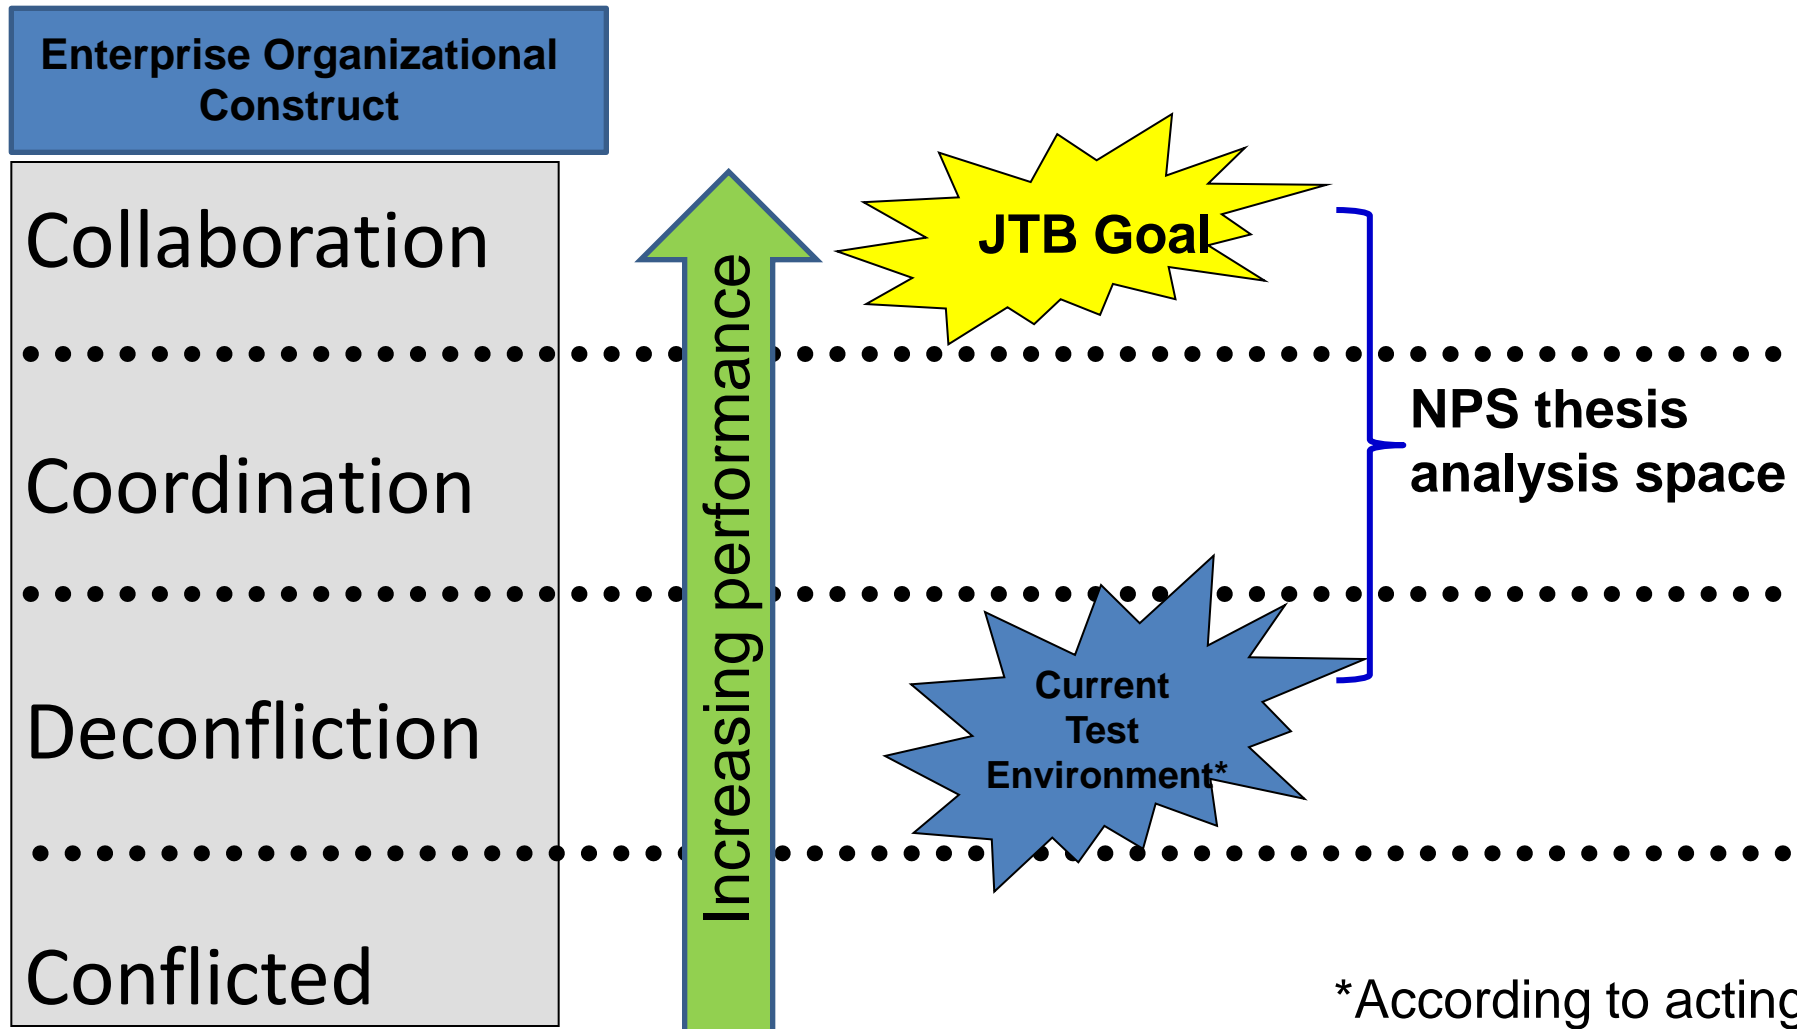 Enterprise Organizational
Construct
Collaboration
Coordination
Deconfliction
Conflicted
Increasing performance
JTB Goal
Current
Test
Environment*
NPS thesis
analysis space
*According to acting